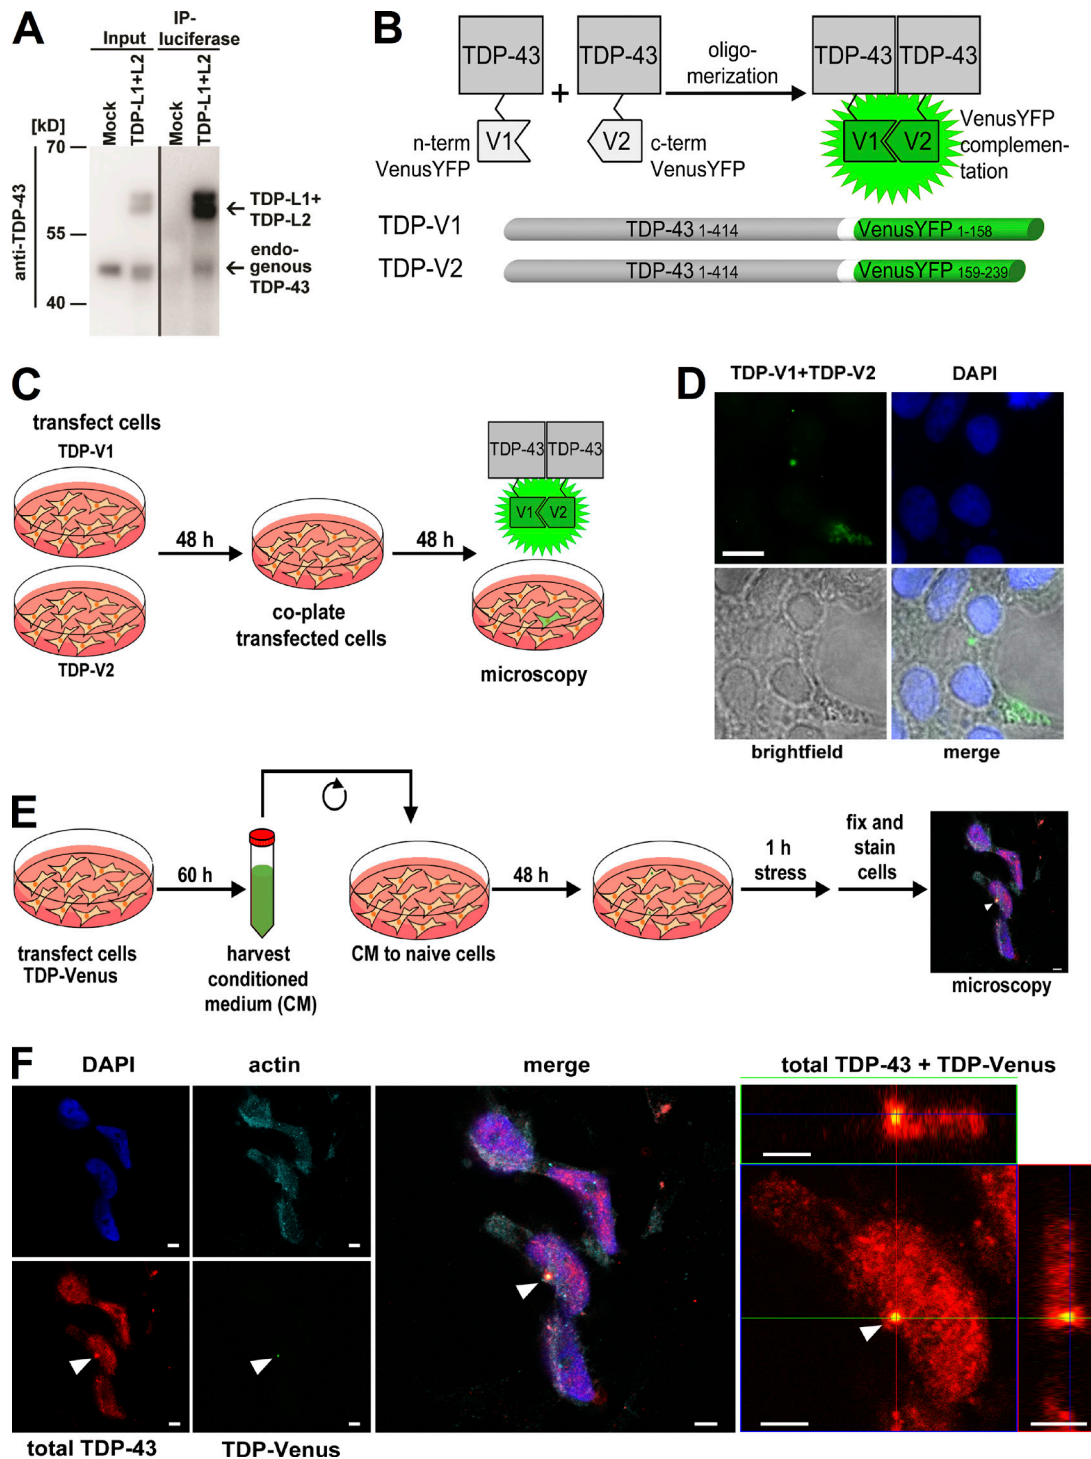 A
Input
IP-
luciferase
Mock
TDP-L1+L2
Mock
TDP-L1+L2
[kD]
70
55
40
anti-TDP-43
TDP-L1+
TDP-L2
endo-
genous
TDP-43
B
TDP-43
TDP-43
oligo-
merization
TDP-43
TDP-43
+
V1
V2
n-term
VenusYFP
c-term
VenusYFP
V1
V2
VenusYFP
complemen-
tation
TDP-V1
TDP-43 1-414
VenusYFP 1-158
TDP-V2
TDP-43 1-414
VenusYFP 159-239
C
transfect cells
TDP-V1
48 h
48 h
TDP-43
TDP-43
V1
V2
co-plate
transfected cells
TDP-V2
microscopy
D
TDP-V1+TDP-V2
DAPI
brightfield
merge
E
60 h
48 h
1 h
stress
fix and
stain
cells
transfect cells
TDP-Venus
harvest
conditioned
medium (CM)
CM to naive cells
microscopy
F
DAPI
actin
merge
total TDP-43 + TDP-Venus
total TDP-43
TDP-Venus